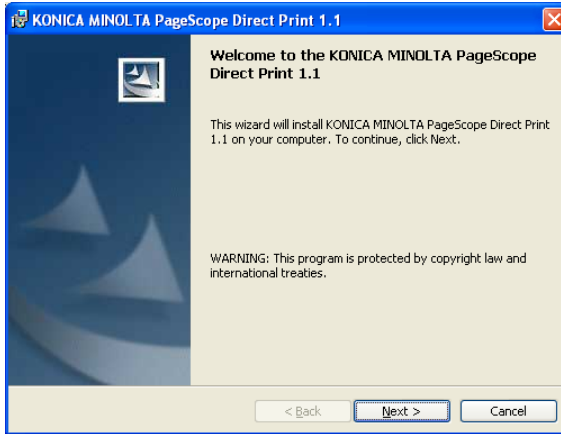 KONICA MINOLTA PageScope Direct Print 1.1
Welcome to the KONICA MINOLTA PageScope
Direct Print 1.1
This wizard will install KONICA MINOLTA PageScope Direct Print
1.1 on your computer. To continue, click Next.
WARNING: This program is protected by copyright law and
international treaties.
< Back Next > Cancel